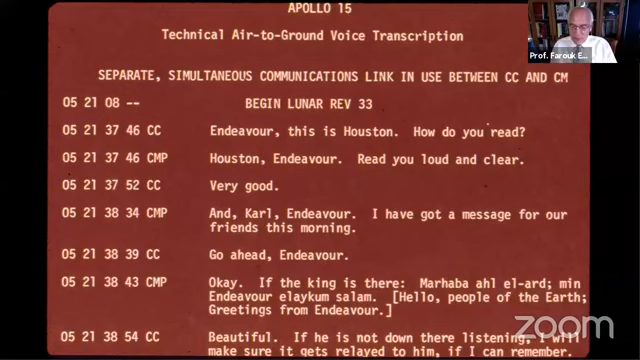 APOLLO 15
Technical Air-to-Ground Voice Transcription
SEPARATE, SIMULTANEOUS COMMUNICATIONS LINK IN USE BETWEEN CC AND CM
05 21 08 -- BEGIN LUNAR REV 33
05 21 37 46 CC Endeavour, this is Houston. How do you read?
05 21 37 46 CMP Houston, Endeavour. Read you loud and clear.
05 21 37 52 CC Very good.
05 21 38 34 CMP And, Karl, Endeavour. I have got a message for our
friends this morning.
05 21 38 39 CC Go ahead, Endeavour.
05 21 38 43 CMP Okay. If the king is there: Marhaba ahl el-ard; min
Endeavour elaykum salam. [Hello, people of the Earth;
Greetings from Endeavour.]
05 21 38 54 CC Beautiful. If he is not down there listening, I will
make sure it gets relayed to him, if I can remember.
Prof. Farouk E...
zoom